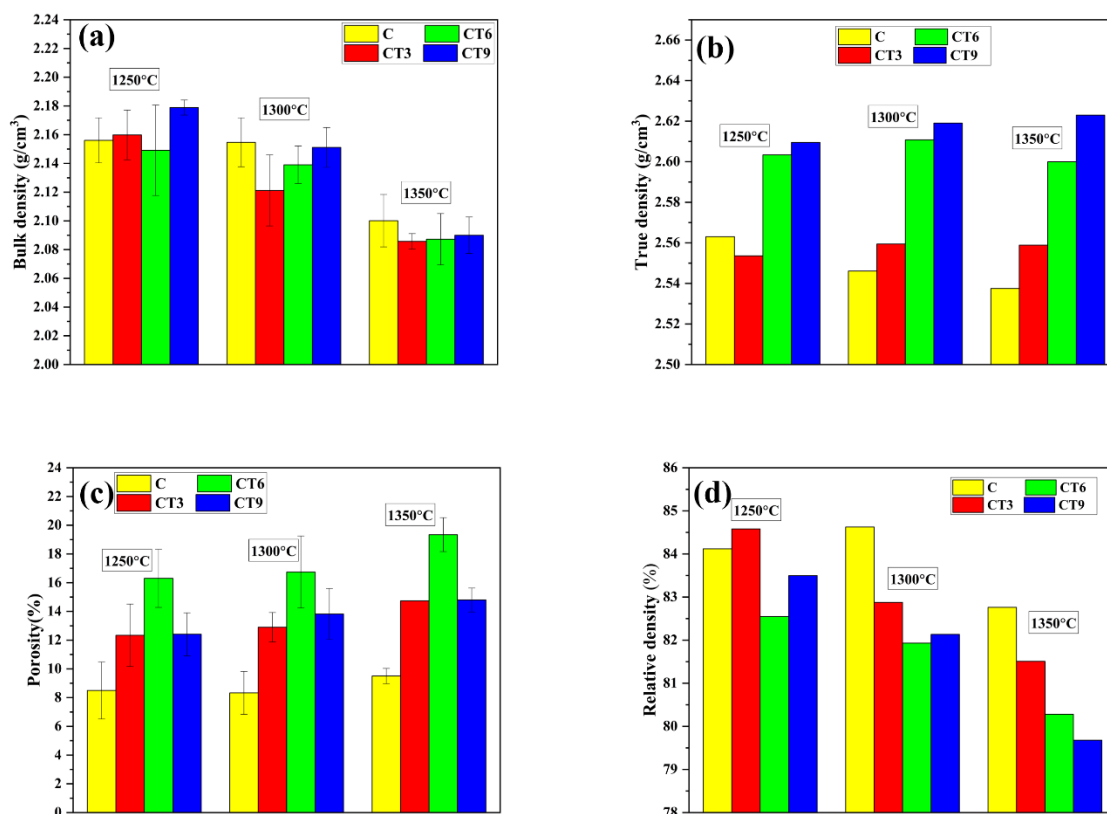 (a)
C
CT6
CT3
CT9
Bulk density (g/cm³)
2.24
2.22
2.20
2.18
2.16
2.14
2.12
2.10
2.08
2.06
2.04
2.02
2.00
1250°C
1300°C
1350°C
(b)
C
CT6
CT3
CT9
True density (g/cm³)
2.66
2.64
2.62
2.60
2.58
2.56
2.54
2.53
2.52
2.50
1250°C
1300°C
1350°C
(c)
C
CT6
CT3
CT9
Porosity(%)
24
22
20
18
16
14
12
10
8
6
4
2
0
1250°C
1300°C
1350°C
(d)
C
CT6
CT3
CT9
Relative density (%)
86
85
84
83
82
81
80
79
78
1250°C
1300°C
1350°C